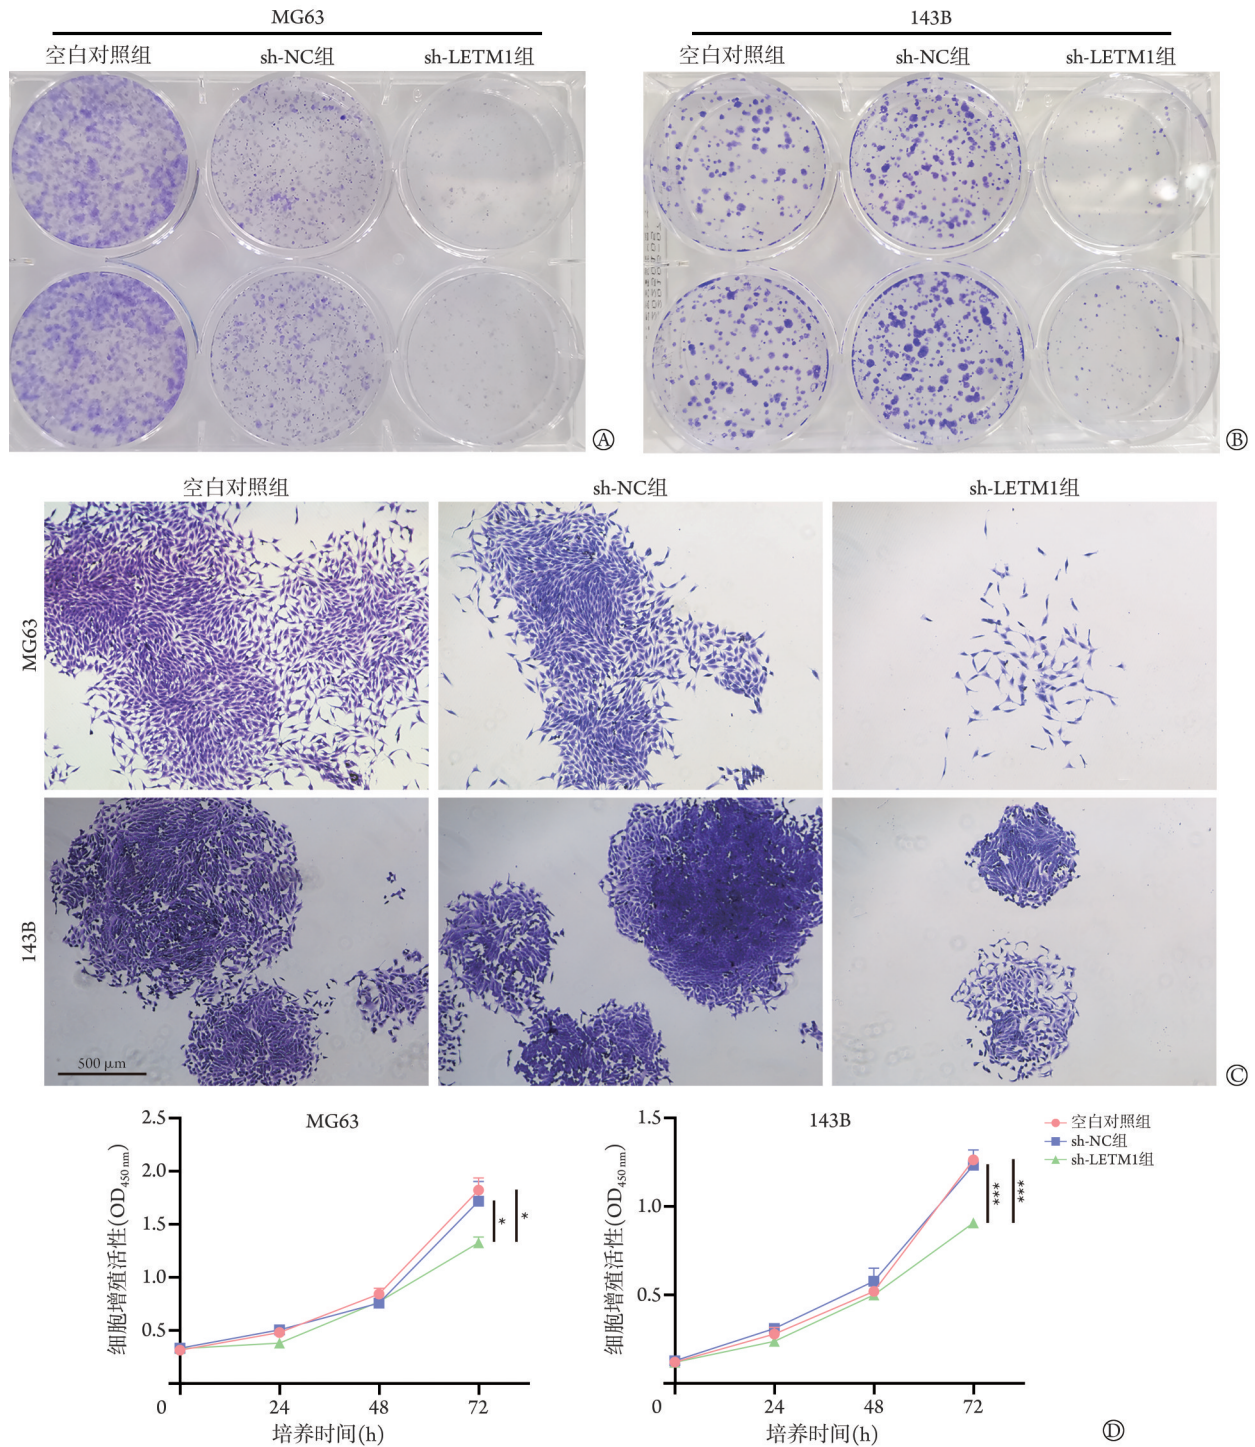 MG63
空白对照组 sh-NC组 sh-LETM1组
Ⓐ
143B
空白对照组 sh-NC组 sh-LETM1组
Ⓑ
空白对照组 sh-NC组 sh-LETM1组
MG63
143B
500 μm
Ⓒ
MG63
细胞增殖活性(OD450 nm)
2.5
2.0
1.5
1.0
0.5
0 24 48 72
培养时间(h)
*
*
143B
细胞增殖活性(OD450 nm)
1.5
1.0
0.5
0 24 48 72
培养时间(h)
***
***
空白对照组
sh-NC组
sh-LETM1组
Ⓓ